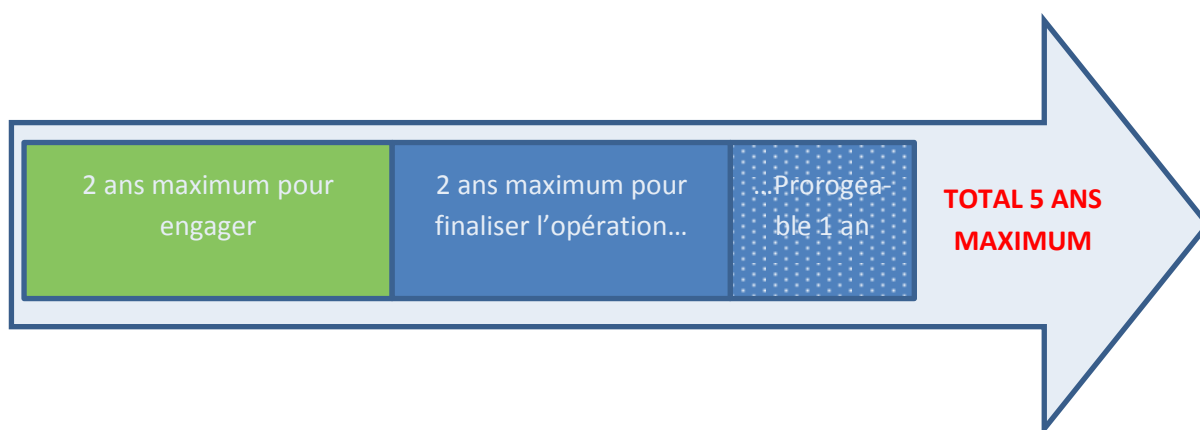 2 ans maximum pour
engager
2 ans maximum pour
finaliser l’opération…
…Prorogea-
ble 1 an
TOTAL 5 ANS
MAXIMUM